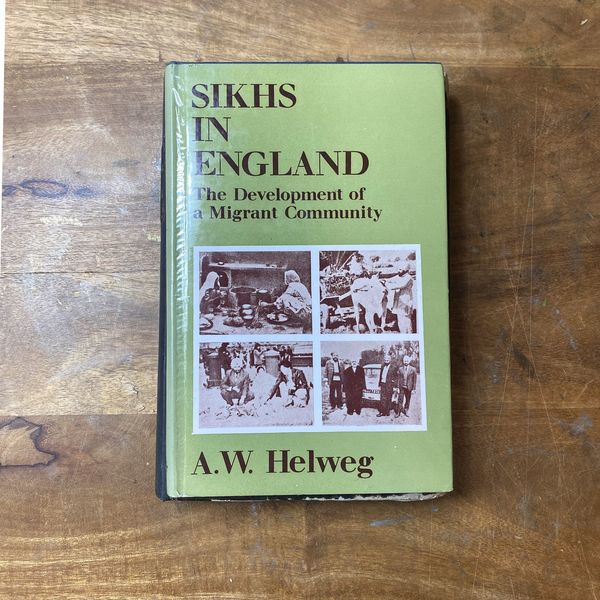 SIKHS
IN
ENGLAND
The Development of
a Migrant Community
A.W. Helweg